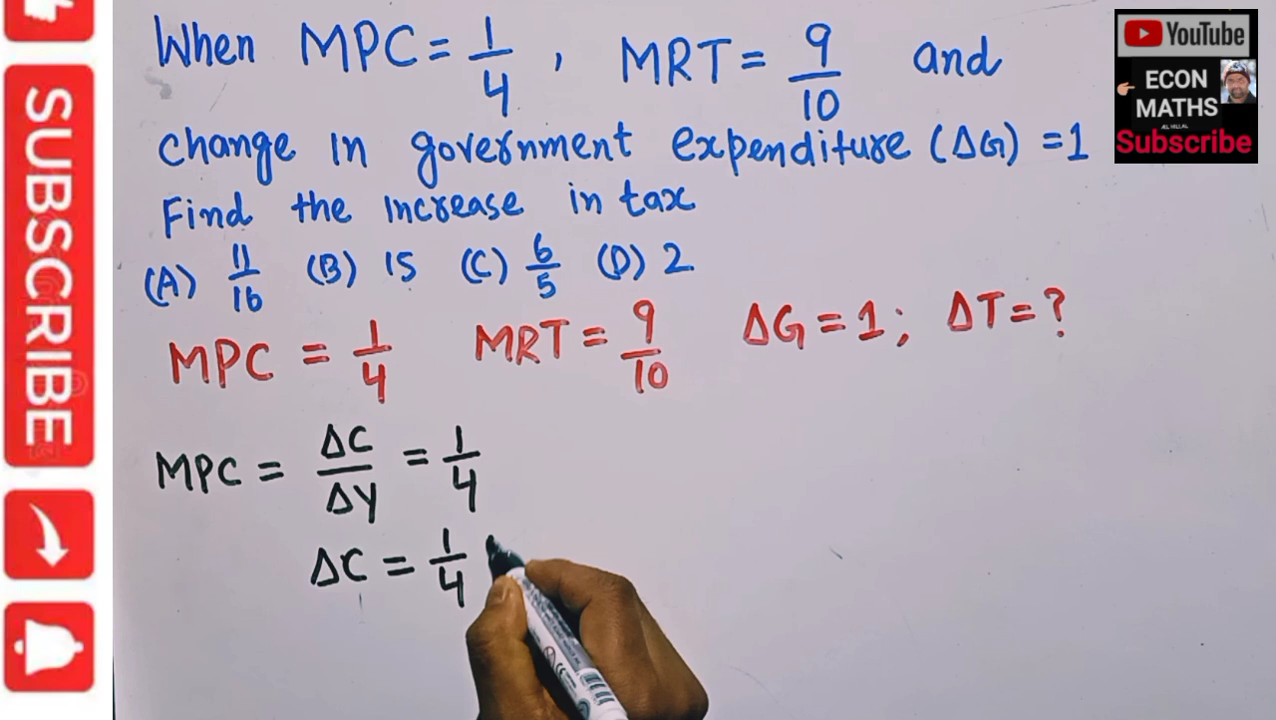 When MPC = 1/4 , MRT = 9/10 and
change in government expenditure (ΔG) = 1
Find the increase in tax
(A) 11/16 (B) 15 (C) 6/5 (D) 2
MPC = 1/4 MRT = 9/10 ΔG = 1 ; ΔT = ?
MPC = ΔC/ΔY = 1/4
ΔC = 1/4
SUBSCRIBE
YouTube
ECON
MATHS
Subscribe